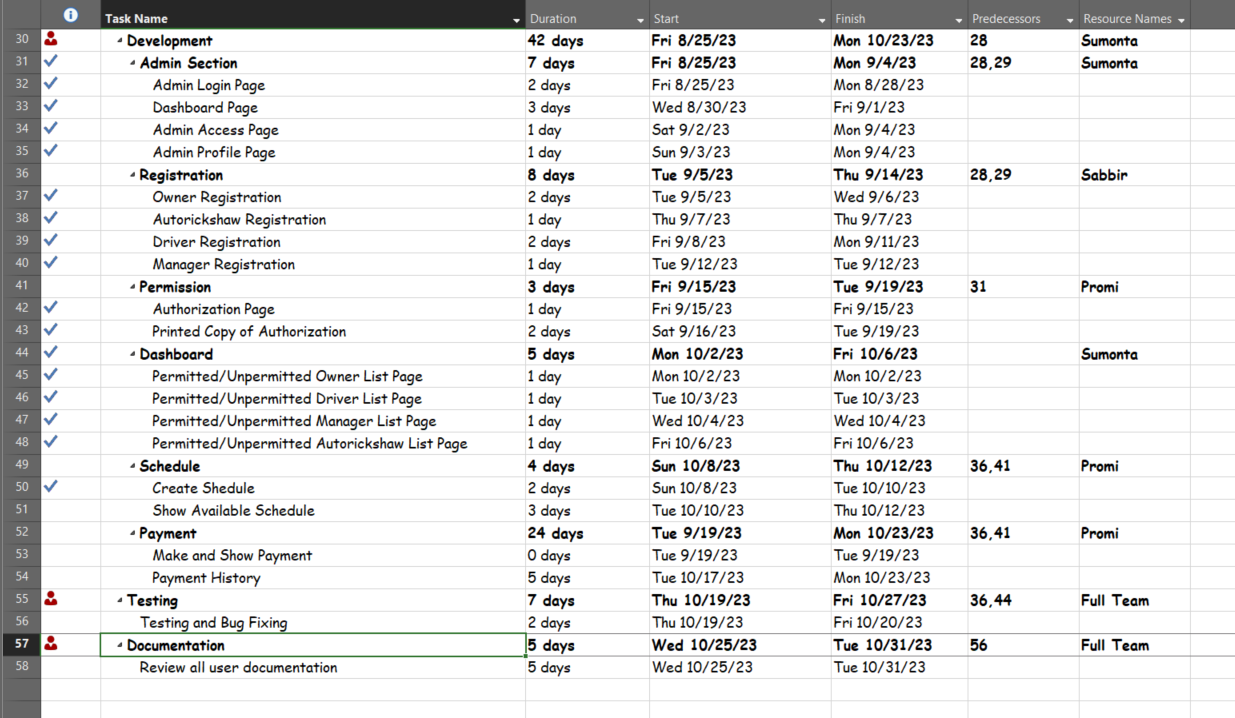 Task Name Duration Start Finish Predecessors Resource Names
30 Development 42 days Fri 8/25/23 Mon 10/23/23 28 Sumonta
31 Admin Section 7 days Fri 8/25/23 Mon 9/4/23 28,29 Sumonta
32 Admin Login Page 2 days Fri 8/25/23 Mon 8/28/23
33 Dashboard Page 3 days Wed 8/30/23 Fri 9/1/23
34 Admin Access Page 1 day Sat 9/2/23 Mon 9/4/23
35 Admin Profile Page 1 day Sun 9/3/23 Mon 9/4/23
36 Registration 8 days Tue 9/5/23 Thu 9/14/23 28,29 Sabbir
37 Owner Registration 2 days Tue 9/5/23 Wed 9/6/23
38 Autorickshaw Registration 1 day Thu 9/7/23 Thu 9/7/23
39 Driver Registration 2 days Fri 9/8/23 Mon 9/11/23
40 Manager Registration 1 day Tue 9/12/23 Tue 9/12/23
41 Permission 3 days Fri 9/15/23 Tue 9/19/23 31 Promi
42 Authorization Page 1 day Fri 9/15/23 Fri 9/15/23
43 Printed Copy of Authorization 2 days Sat 9/16/23 Tue 9/19/23
44 Dashboard 5 days Mon 10/2/23 Fri 10/6/23 Sumonta
45 Permitted/Unpermitted Owner List Page 1 day Mon 10/2/23 Mon 10/2/23
46 Permitted/Unpermitted Driver List Page 1 day Tue 10/3/23 Tue 10/3/23
47 Permitted/Unpermitted Manager List Page 1 day Wed 10/4/23 Wed 10/4/23
48 Permitted/Unpermitted Autorickshaw List Page 1 day Fri 10/6/23 Fri 10/6/23
49 Schedule 4 days Sun 10/8/23 Thu 10/12/23 36,41 Promi
50 Create Shedule 2 days Sun 10/8/23 Tue 10/10/23
51 Show Available Schedule 3 days Tue 10/10/23 Thu 10/12/23
52 Payment 24 days Tue 9/19/23 Mon 10/23/23 36,41 Promi
53 Make and Show Payment 0 days Tue 9/19/23 Tue 9/19/23
54 Payment History 5 days Tue 10/17/23 Mon 10/23/23
55 Testing 7 days Thu 10/19/23 Fri 10/27/23 36,44 Full Team
56 Testing and Bug Fixing 2 days Thu 10/19/23 Fri 10/20/23
57 Documentation 5 days Wed 10/25/23 Tue 10/31/23 56 Full Team
58 Review all user documentation 5 days Wed 10/25/23 Tue 10/31/23